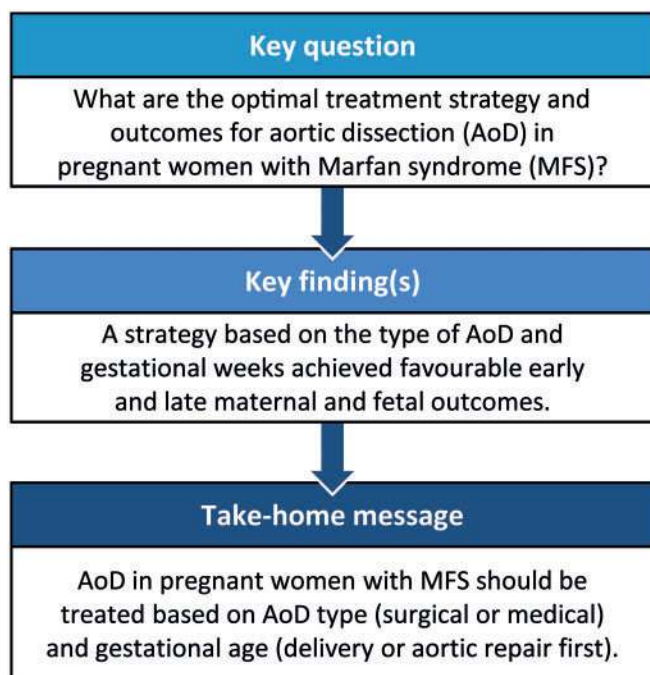 Key question
What are the optimal treatment strategy and
outcomes for aortic dissection (AoD) in
pregnant women with Marfan syndrome (MFS)?
Key finding(s)
A strategy based on the type of AoD and
gestational weeks achieved favourable early
and late maternal and fetal outcomes.
Take-home message
AoD in pregnant women with MFS should be
treated based on AoD type (surgical or medical)
and gestational age (delivery or aortic repair first).